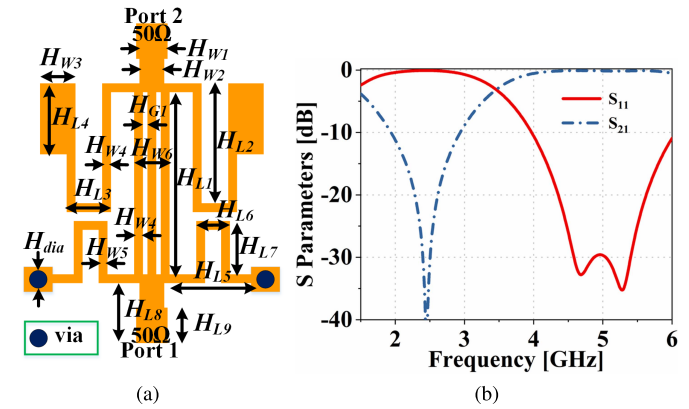 Port 2
50Ω
H_W1
H_W3
H_W2
H_G1
H_L4
H_L2
H_W4
H_W6
H_L1
H_L3
H_L6
H_W4
H_dia
H_W5
H_L7
H_L5
H_L8
H_L9
via
50Ω
Port 1
(a)
S Parameters [dB]
0
-10
-20
-30
-40
S_11
S_21
2 3 4 5 6
Frequency [GHz]
(b)